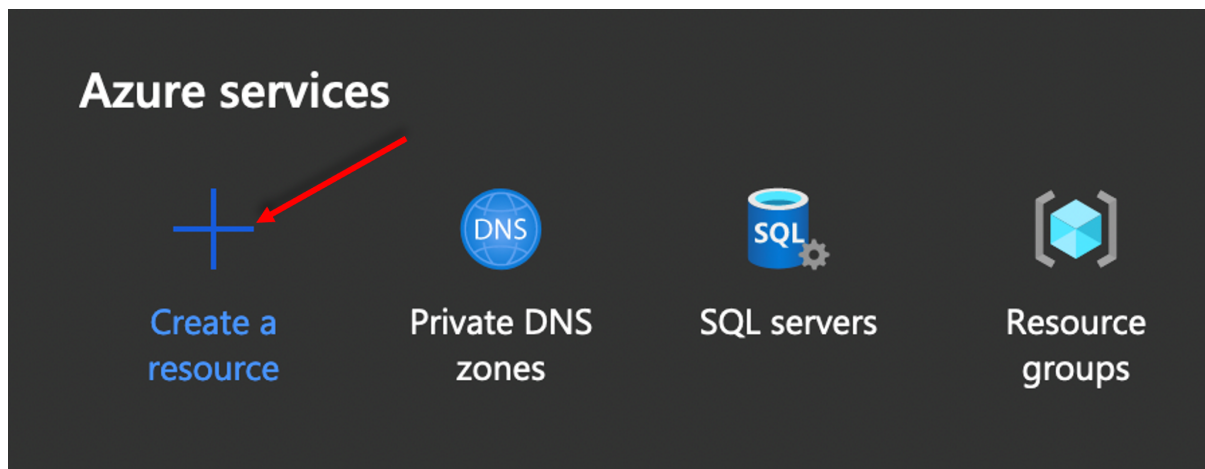 Azure services
DNS
SQL
Create a
resource
Private DNS
zones
SQL servers
Resource
groups